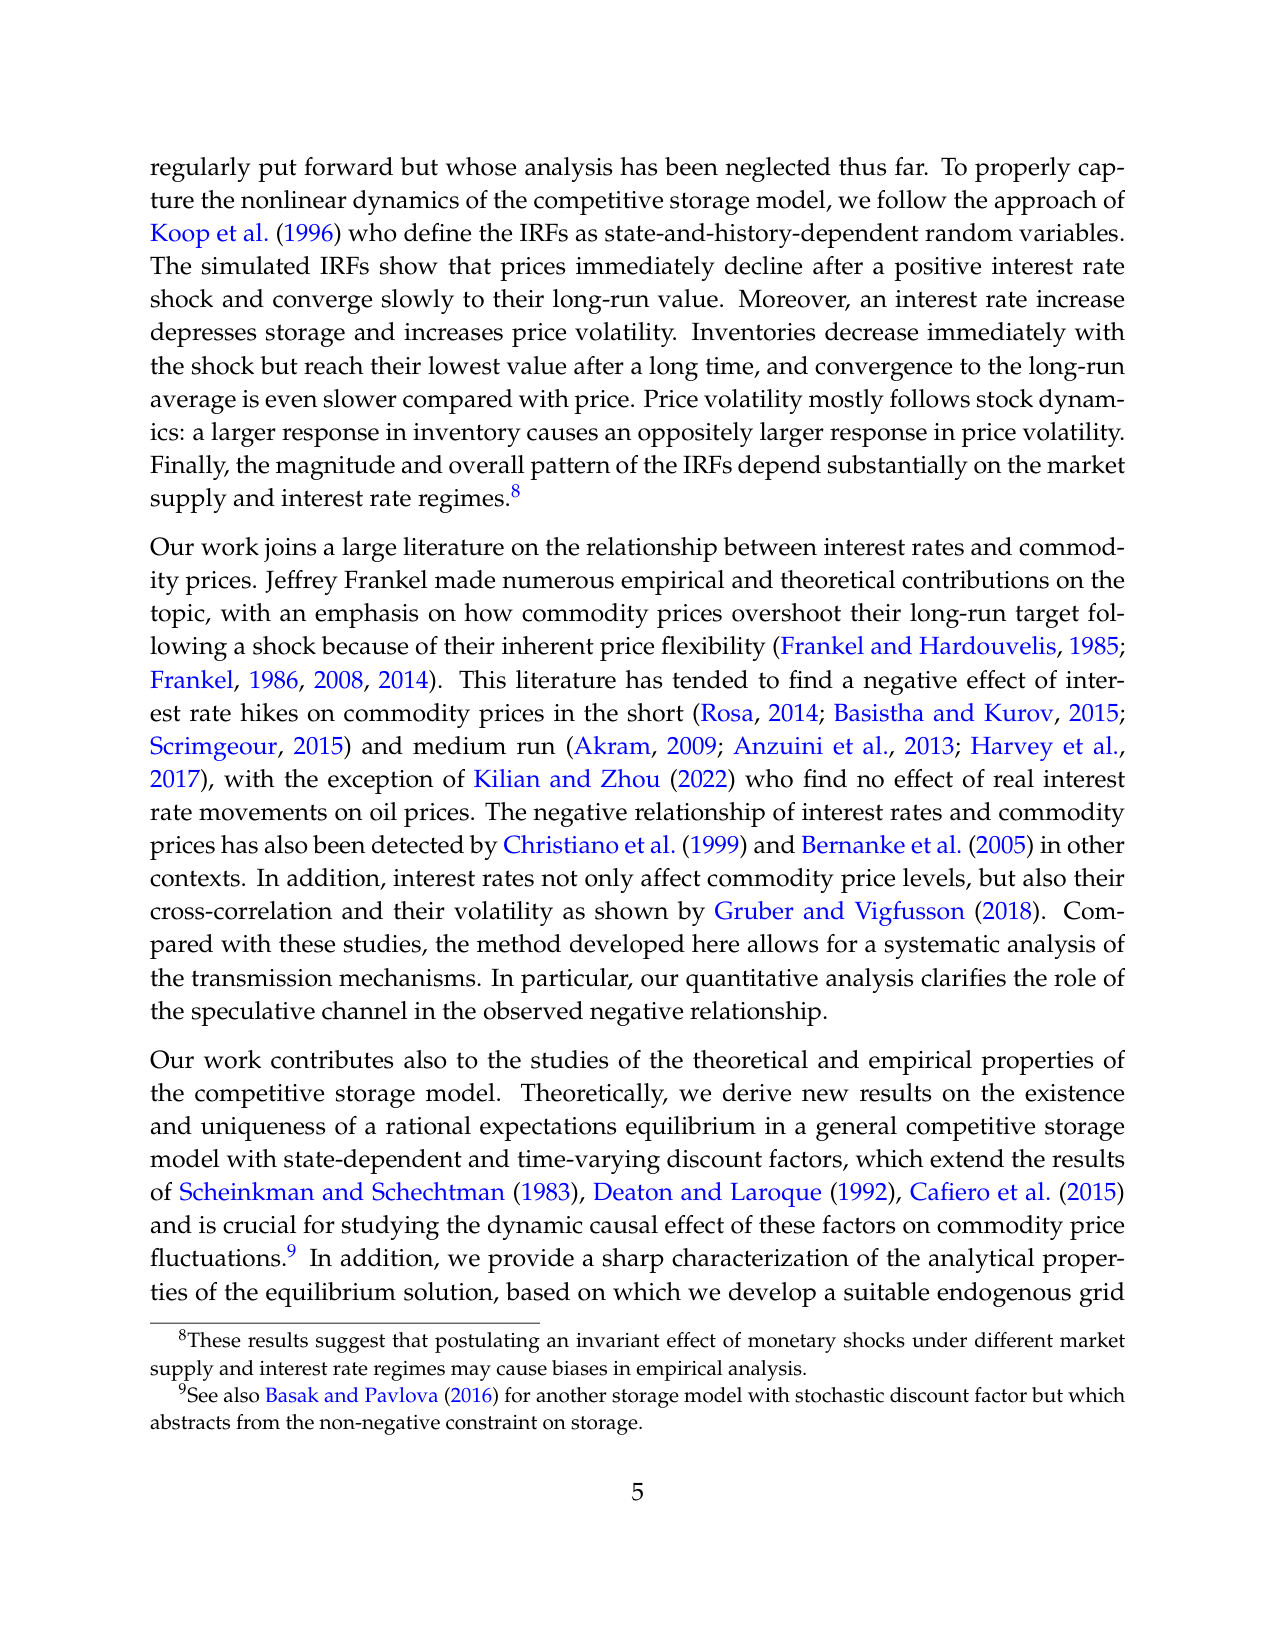 regularly put forward but whose analysis has been neglected thus far. To properly cap-
ture the nonlinear dynamics of the competitive storage model, we follow the approach of
Koop et al. (1996) who define the IRFs as state-and-history-dependent random variables.
The simulated IRFs show that prices immediately decline after a positive interest rate
shock and converge slowly to their long-run value. Moreover, an interest rate increase
depresses storage and increases price volatility. Inventories decrease immediately with
the shock but reach their lowest value after a long time, and convergence to the long-run
average is even slower compared with price. Price volatility mostly follows stock dynam-
ics: a larger response in inventory causes an oppositely larger response in price volatility.
Finally, the magnitude and overall pattern of the IRFs depend substantially on the market
supply and interest rate regimes.8
Our work joins a large literature on the relationship between interest rates and commod-
ity prices. Jeffrey Frankel made numerous empirical and theoretical contributions on the
topic, with an emphasis on how commodity prices overshoot their long-run target fol-
lowing a shock because of their inherent price flexibility (Frankel and Hardouvelis, 1985;
Frankel, 1986, 2008, 2014). This literature has tended to find a negative effect of inter-
est rate hikes on commodity prices in the short (Rosa, 2014; Basistha and Kurov, 2015;
Scrimgeour, 2015) and medium run (Akram, 2009; Anzuini et al., 2013; Harvey et al.,
2017), with the exception of Kilian and Zhou (2022) who find no effect of real interest
rate movements on oil prices. The negative relationship of interest rates and commodity
prices has also been detected by Christiano et al. (1999) and Bernanke et al. (2005) in other
contexts. In addition, interest rates not only affect commodity price levels, but also their
cross-correlation and their volatility as shown by Gruber and Vigfusson (2018). Com-
pared with these studies, the method developed here allows for a systematic analysis of
the transmission mechanisms. In particular, our quantitative analysis clarifies the role of
the speculative channel in the observed negative relationship.
Our work contributes also to the studies of the theoretical and empirical properties of
the competitive storage model. Theoretically, we derive new results on the existence
and uniqueness of a rational expectations equilibrium in a general competitive storage
model with state-dependent and time-varying discount factors, which extend the results
of Scheinkman and Schechtman (1983), Deaton and Laroque (1992), Cafiero et al. (2015)
and is crucial for studying the dynamic causal effect of these factors on commodity price
fluctuations.9 In addition, we provide a sharp characterization of the analytical proper-
ties of the equilibrium solution, based on which we develop a suitable endogenous grid
8These results suggest that postulating an invariant effect of monetary shocks under different market
supply and interest rate regimes may cause biases in empirical analysis.
9See also Basak and Pavlova (2016) for another storage model with stochastic discount factor but which
abstracts from the non-negative constraint on storage.
5